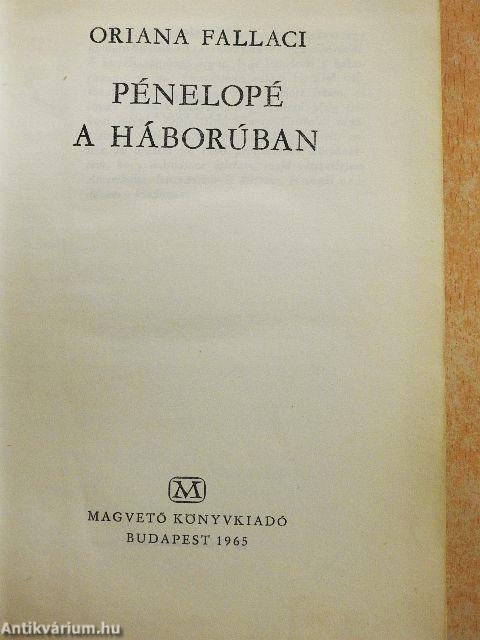 ORIANA FALLACI
PÉNELOPÉ
A HÁBORÚBAN
M
MAGVETŐ KÖNYVKIADÓ
BUDAPEST 1965
Antikvárium.hu